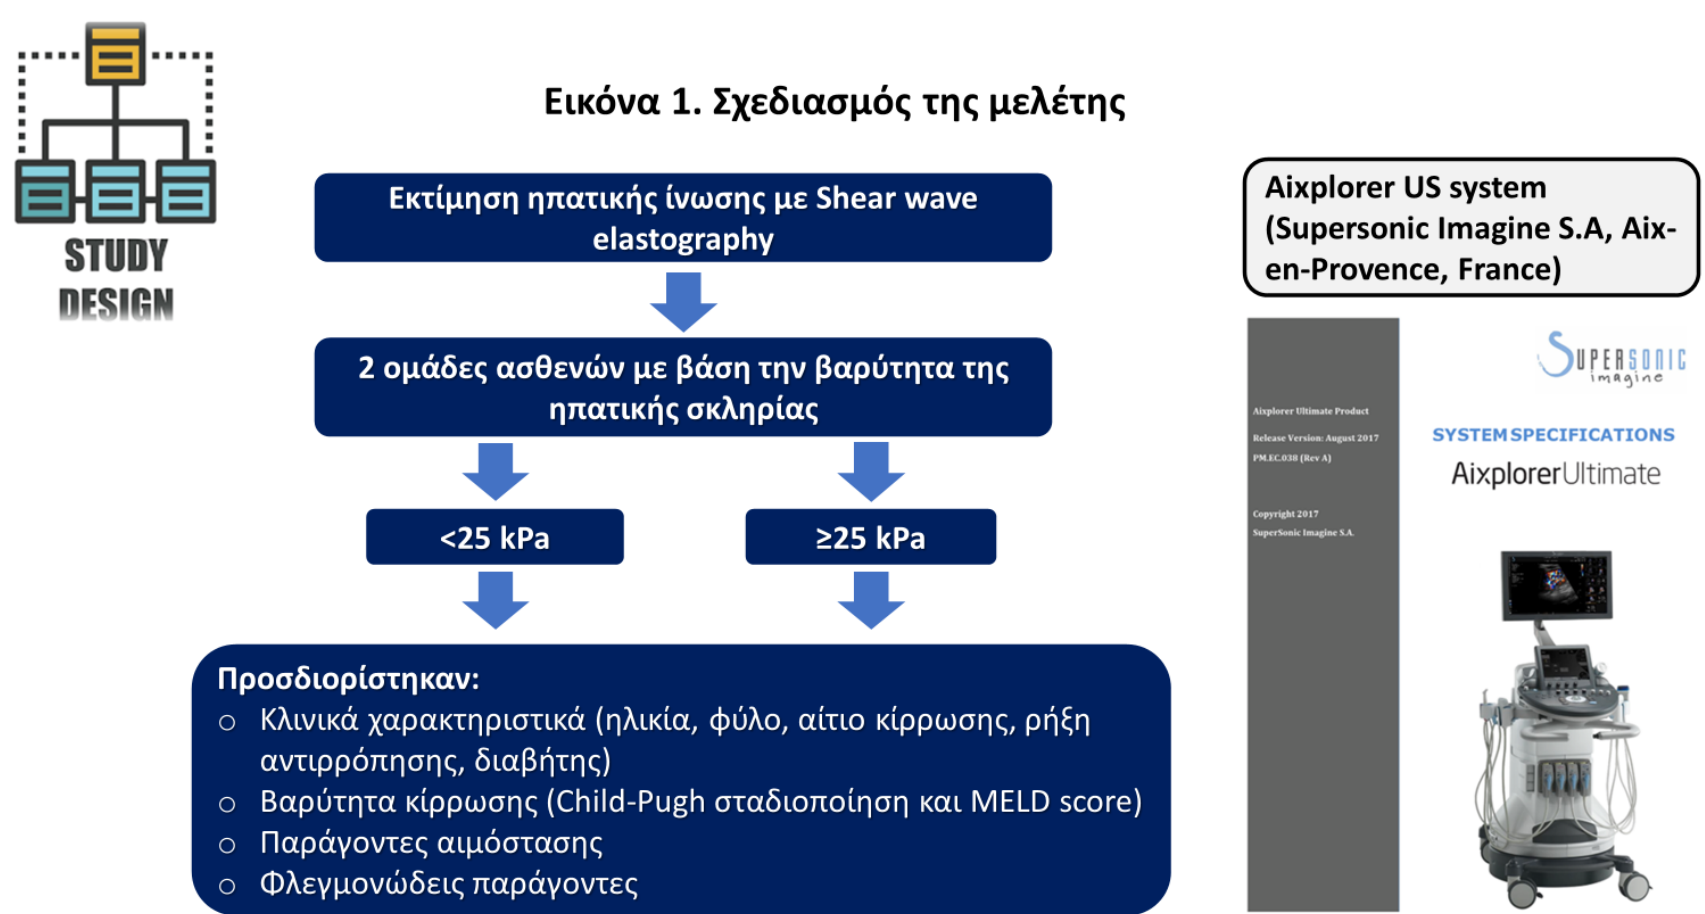 STUDY
DESIGN
Εικόνα 1. Σχεδιασμός της μελέτης
Εκτίμηση ηπατικής ίνωσης με Shear wave
elastography
2 ομάδες ασθενών με βάση την βαρύτητα της
ηπατικής σκληρίας
<25 kPa
≥25 kPa
Προσδιορίστηκαν:
○ Κλινικά χαρακτηριστικά (ηλικία, φύλο, αίτιο κίρρωσης, ρήξη
αντιρρόπησης, διαβήτης)
○ Βαρύτητα κίρρωσης (Child-Pugh σταδιοποίηση και MELD score)
○ Παράγοντες αιμόστασης
○ Φλεγμονώδεις παράγοντες
Aixplorer US system
(Supersonic Imagine S.A, Aix-
en-Provence, France)
SUPERSONIC
imagine
Aixplorer Ultimate Product
Release Version: August 2017
PM.EC.038 (Rev A)
Copyright 2017
SuperSonic Imagine S.A.
SYSTEM SPECIFICATIONS
AixplorerUltimate